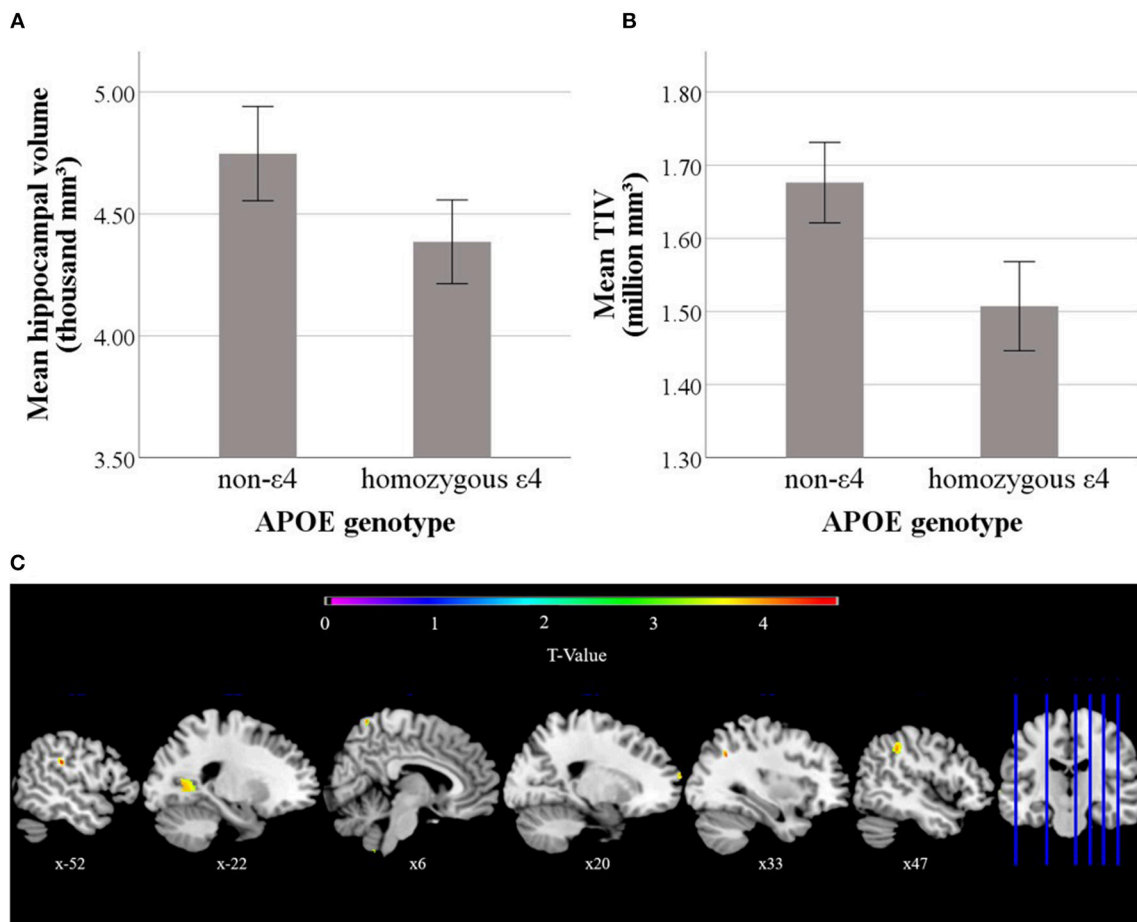 A
Mean hippocampal volume
(thousand mm³)
5.00
4.50
4.00
3.50
non-ε4
homozygous ε4
APOE genotype
B
Mean TIV
(million mm³)
1.80
1.70
1.60
1.50
1.40
1.30
non-ε4
homozygous ε4
APOE genotype
C
0 1 2 3 4
T-Value
x-52 x-22 x6 x20 x33 x47